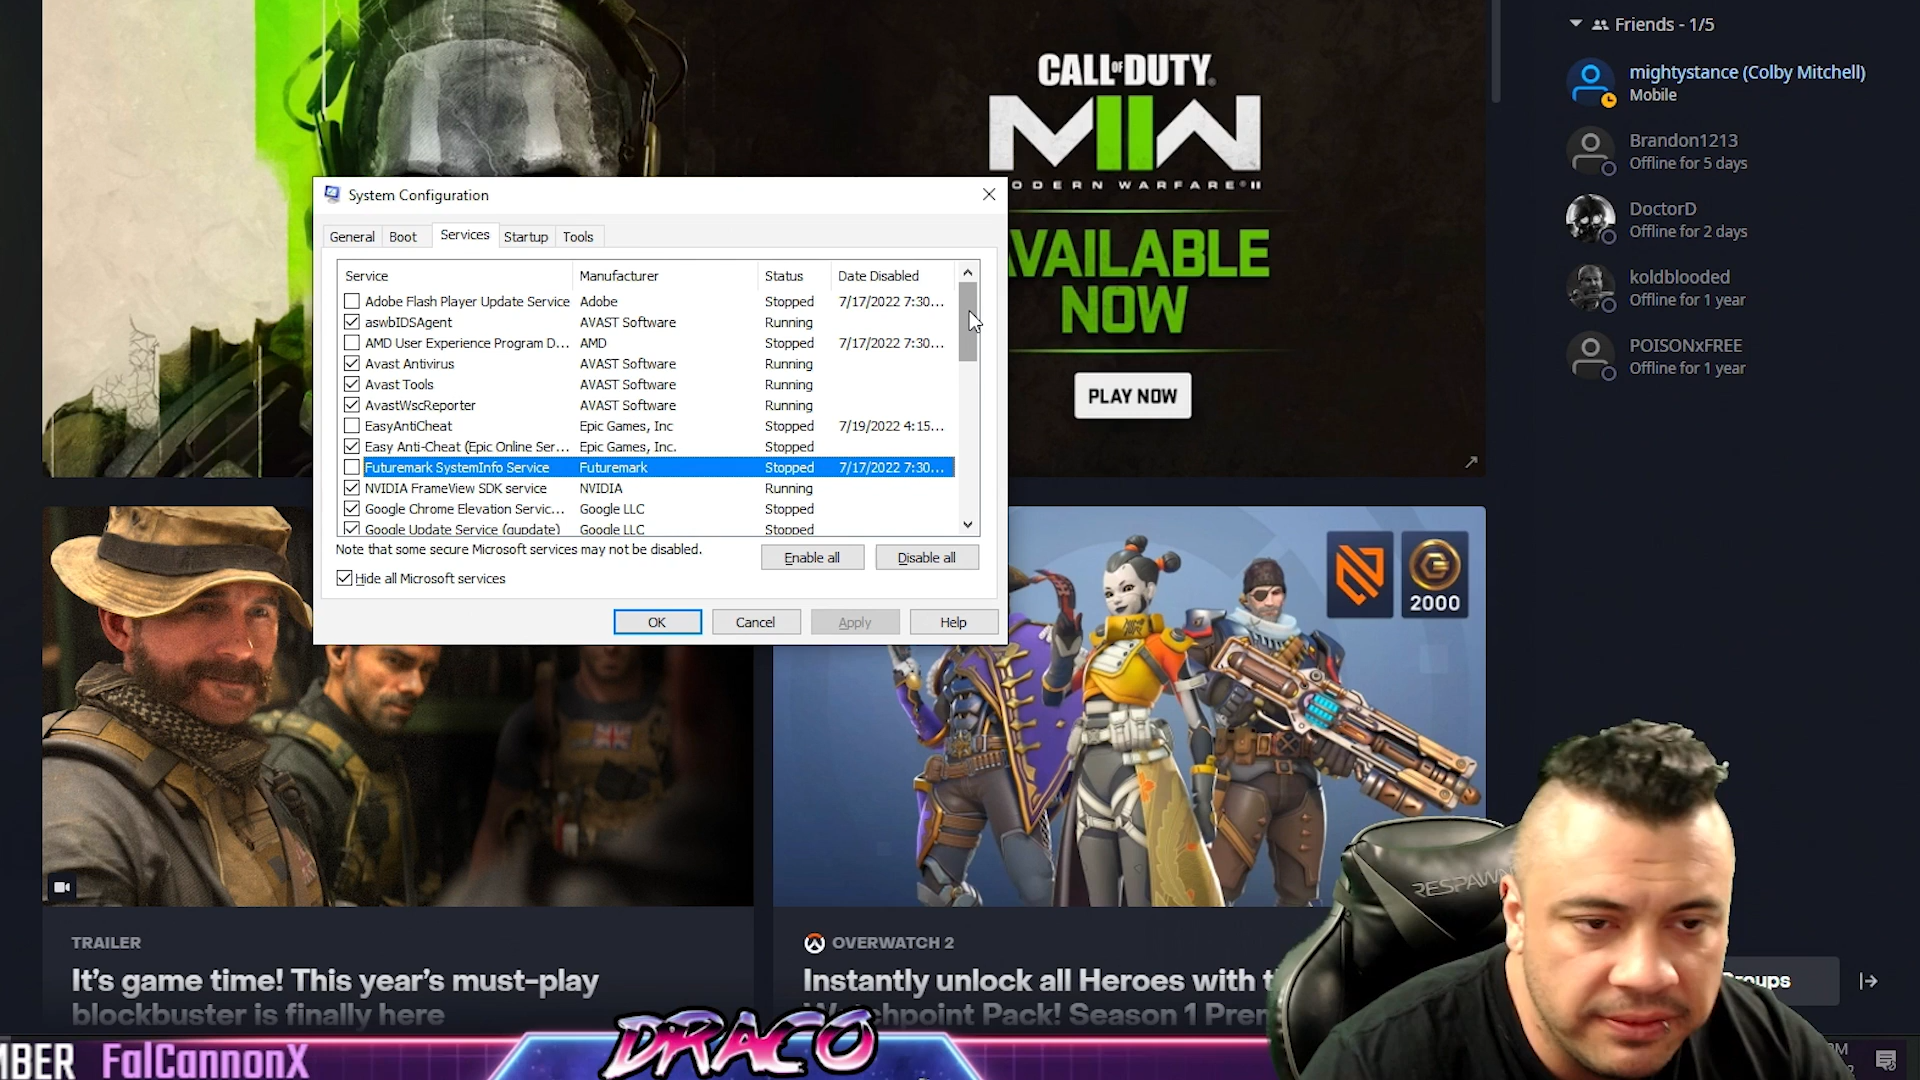 Friends - 1/5
mightystance (Colby Mitchell)
Mobile
Brandon1213
Offline for 5 days
DoctorD
Offline for 2 days
koldblooded
Offline for 1 year
POISONxFREE
Offline for 1 year
CALL OF DUTY
MWII
ODERN WARFARE II
AVAILABLE
NOW
PLAY NOW
System Configuration
General Boot Services Startup Tools
Service Manufacturer Status Date Disabled
Adobe Flash Player Update Service Adobe Stopped 7/17/2022 7:30...
aswbIDSAgent AVAST Software Running
AMD User Experience Program D... AMD Stopped 7/17/2022 7:30...
Avast Antivirus AVAST Software Running
Avast Tools AVAST Software Running
AvastWscReporter AVAST Software Running
EasyAntiCheat Epic Games, Inc Stopped 7/19/2022 4:15...
Easy Anti-Cheat (Epic Online Ser... Epic Games, Inc. Stopped
Futuremark SystemInfo Service Futuremark Stopped 7/17/2022 7:30...
NVIDIA FrameView SDK service NVIDIA Running
Google Chrome Elevation Servic... Google LLC Stopped
Google Update Service (gupdate) Google LLC Stopped
Note that some secure Microsoft services may not be disabled.
Enable all Disable all
Hide all Microsoft services
OK Cancel Apply Help
2000
RESPAWN
TRAILER
It's game time! This year's must-play
blockbuster is finally here
OVERWATCH 2
Instantly unlock all Heroes with t
chpoint Pack! Season 1 Prem
oups
MBER FalCannonX
DRACO